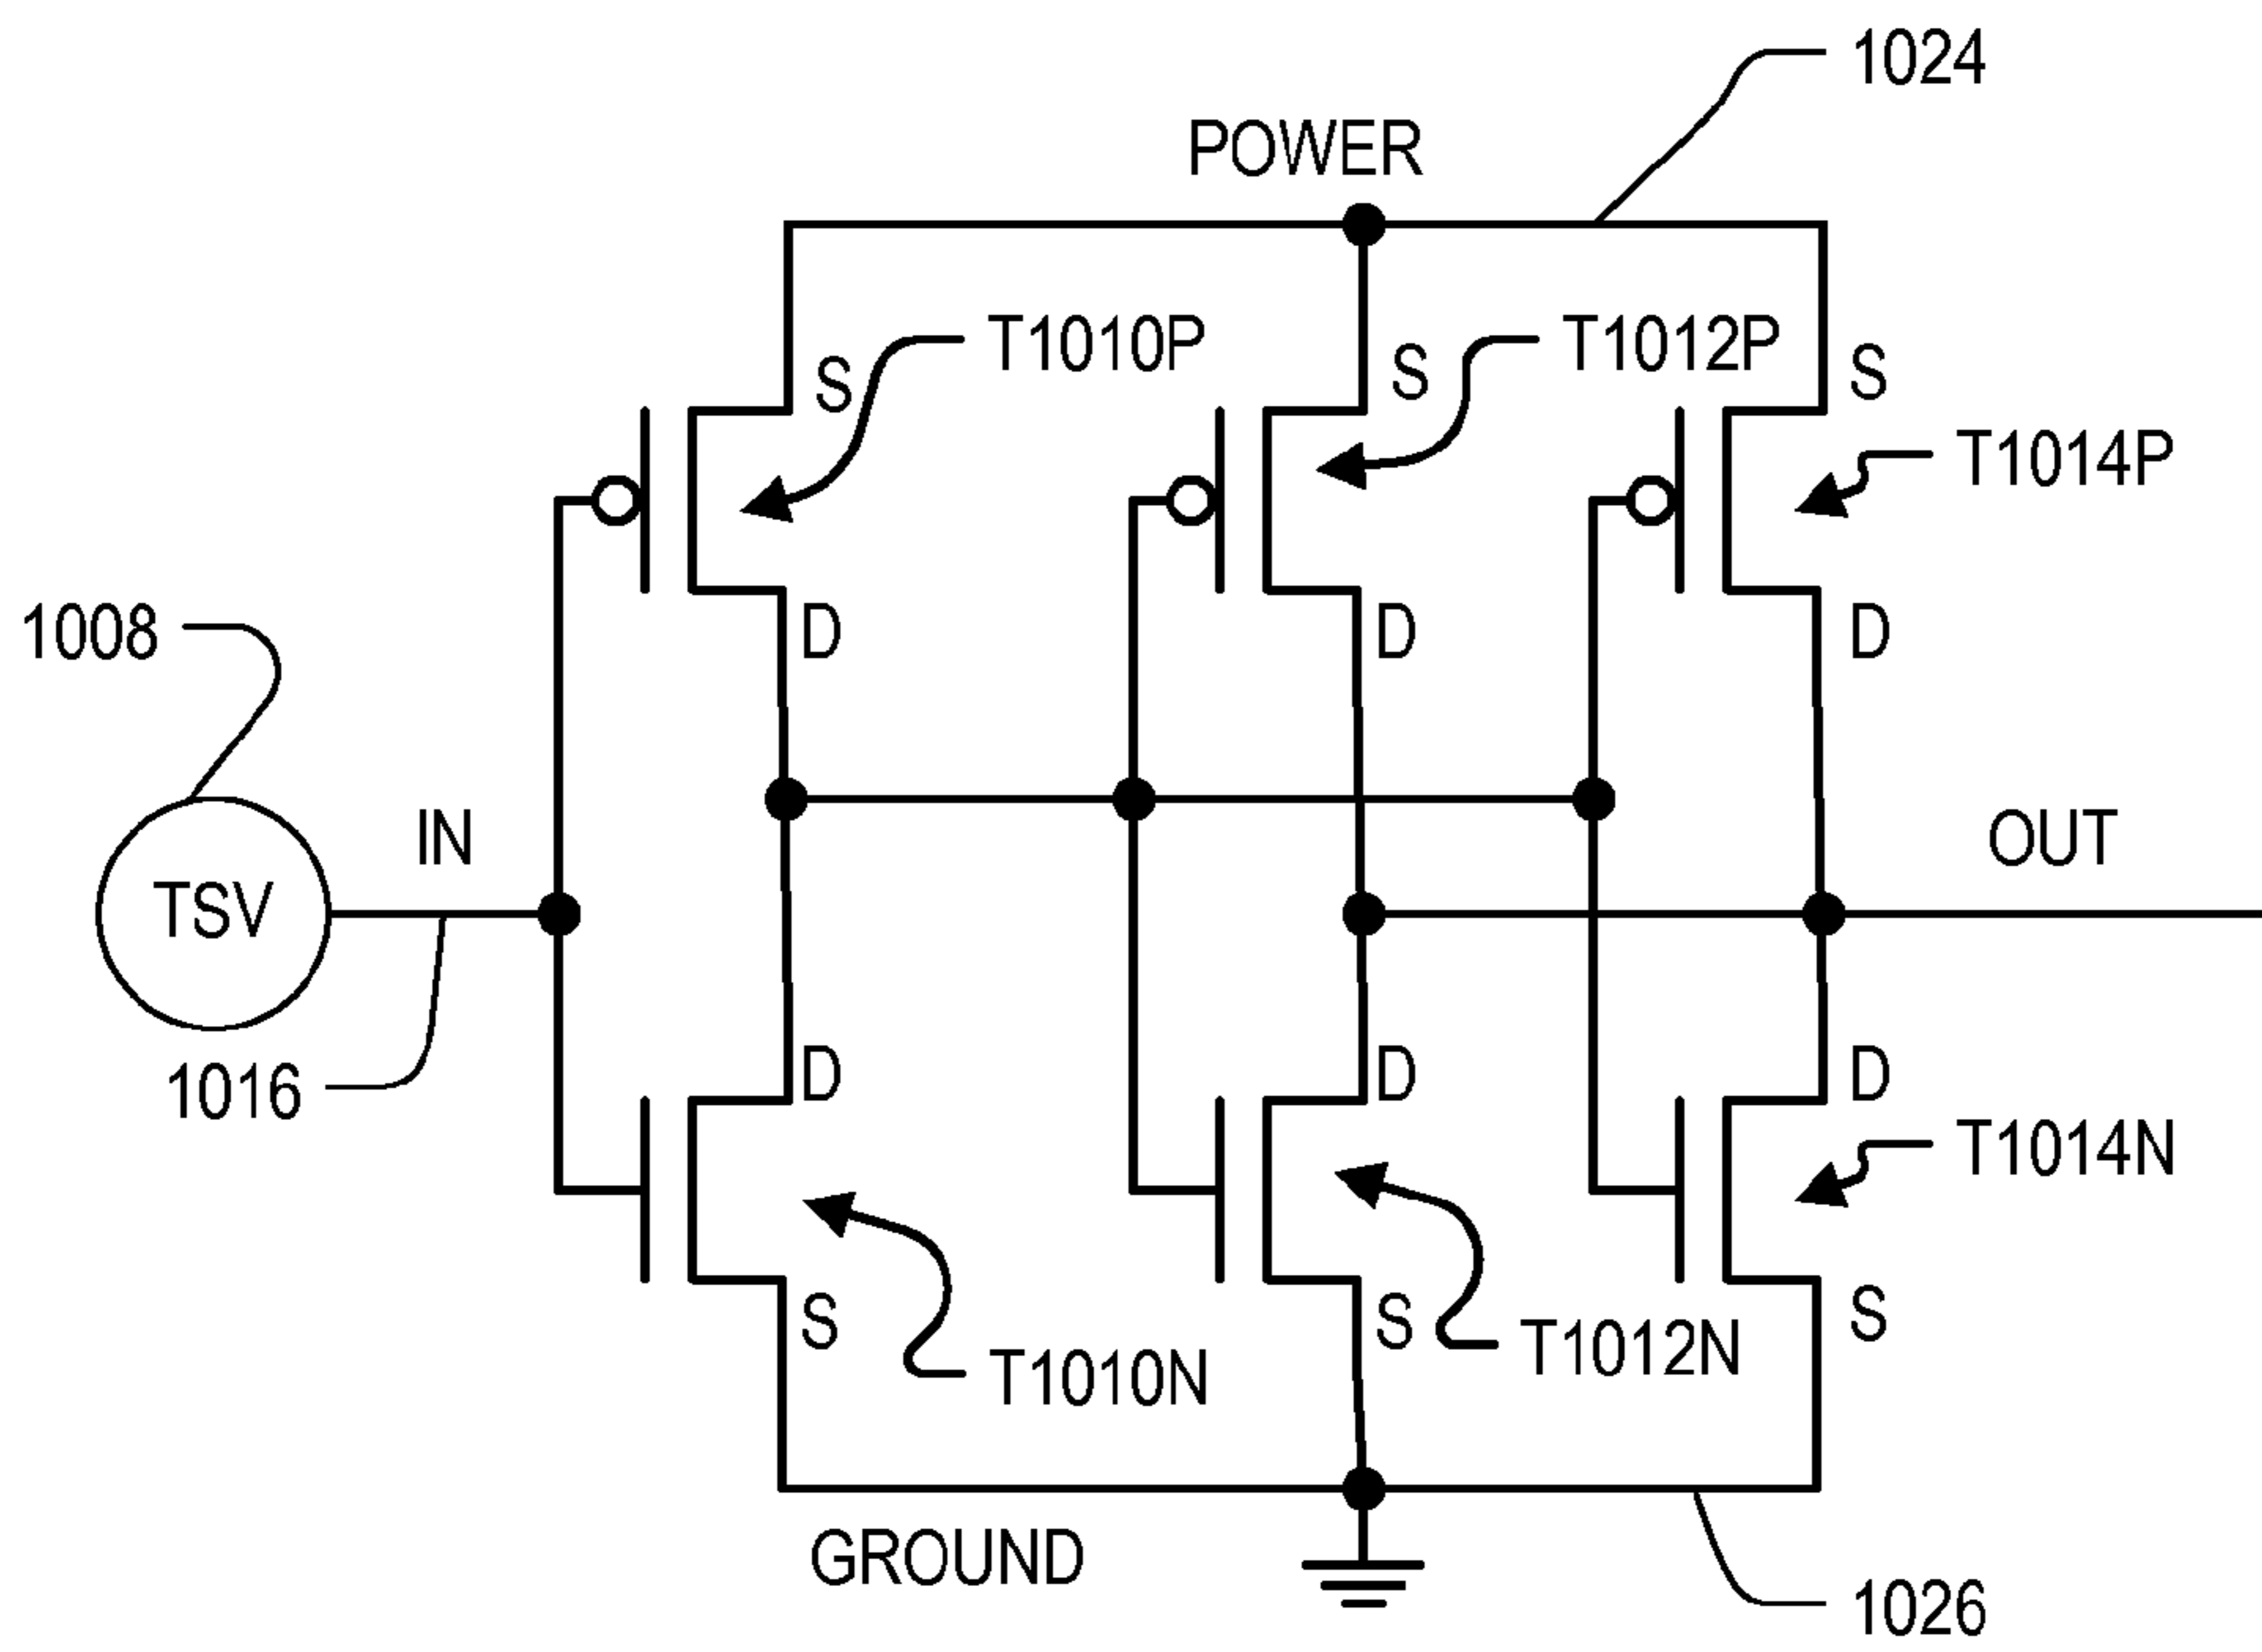 1024
POWER
T1010P
T1012P
S
S
S
T1014P
1008
D
D
D
IN
OUT
TSV
1016
D
D
D
T1014N
S
S
S
T1012N
T1010N
GROUND
1026